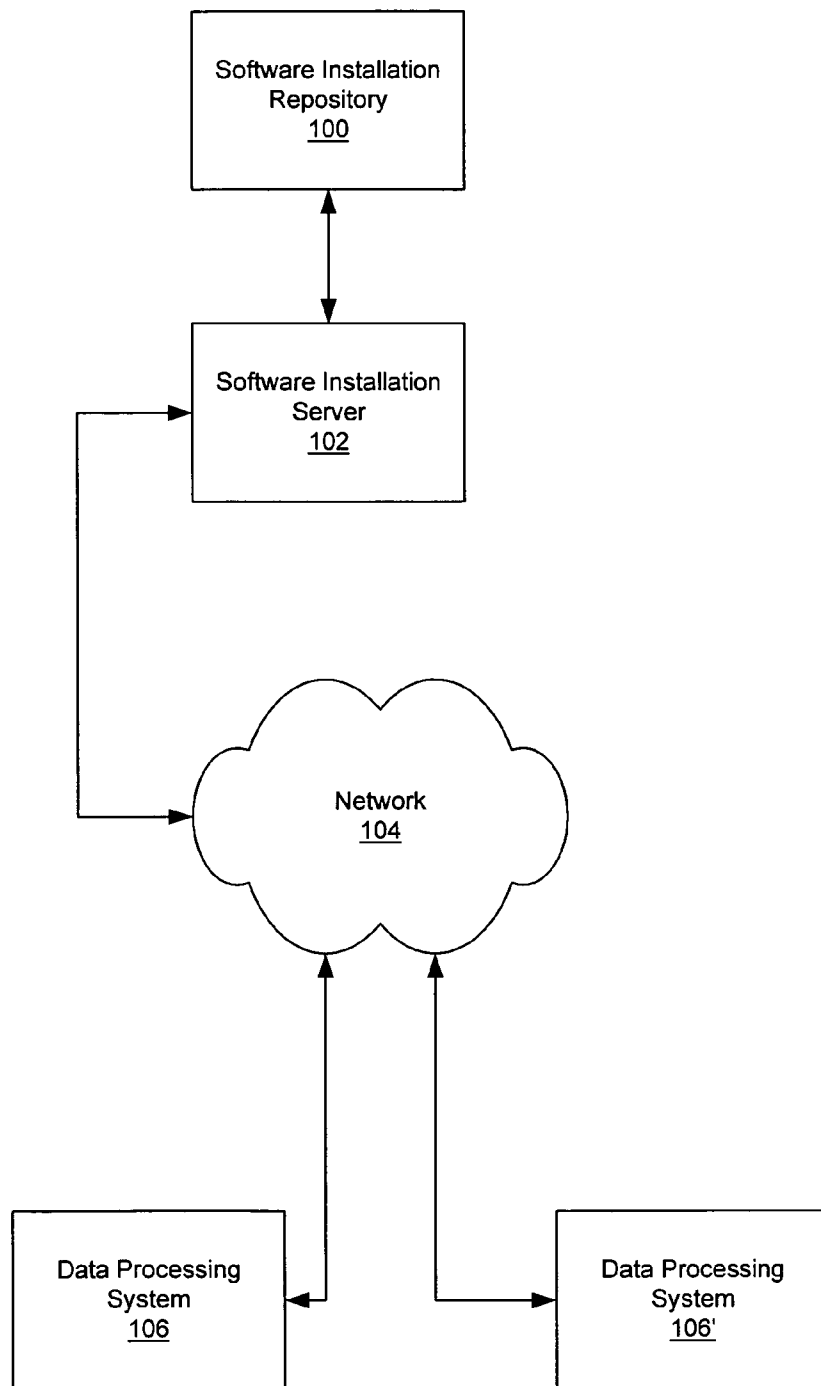 Software Installation
Repository
100
Software Installation
Server
102
Network
104
Data Processing
System
106
Data Processing
System
106'